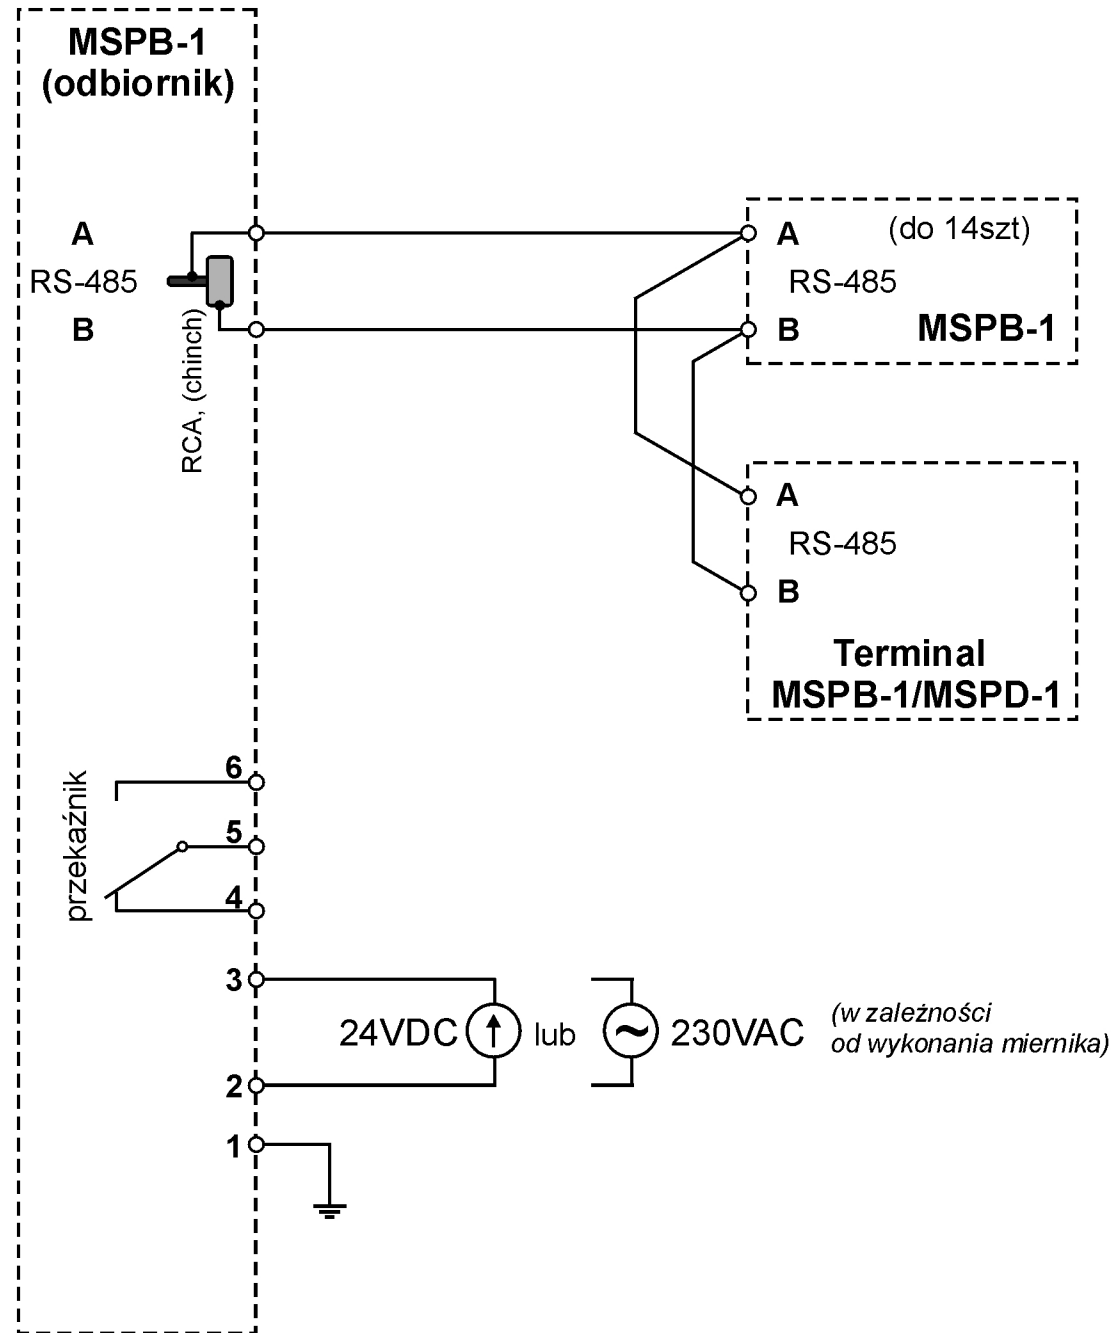 MSPB-1
(odbiornik)
A
RS-485
B
RCA, (chinch)
A
(do 14szt)
RS-485
B
MSPB-1
A
RS-485
B
Terminal
MSPB-1/MSPD-1
przekaźnik
6
5
4
3
24VDC
lub
230VAC
(w zależności
od wykonania miernika)
2
1